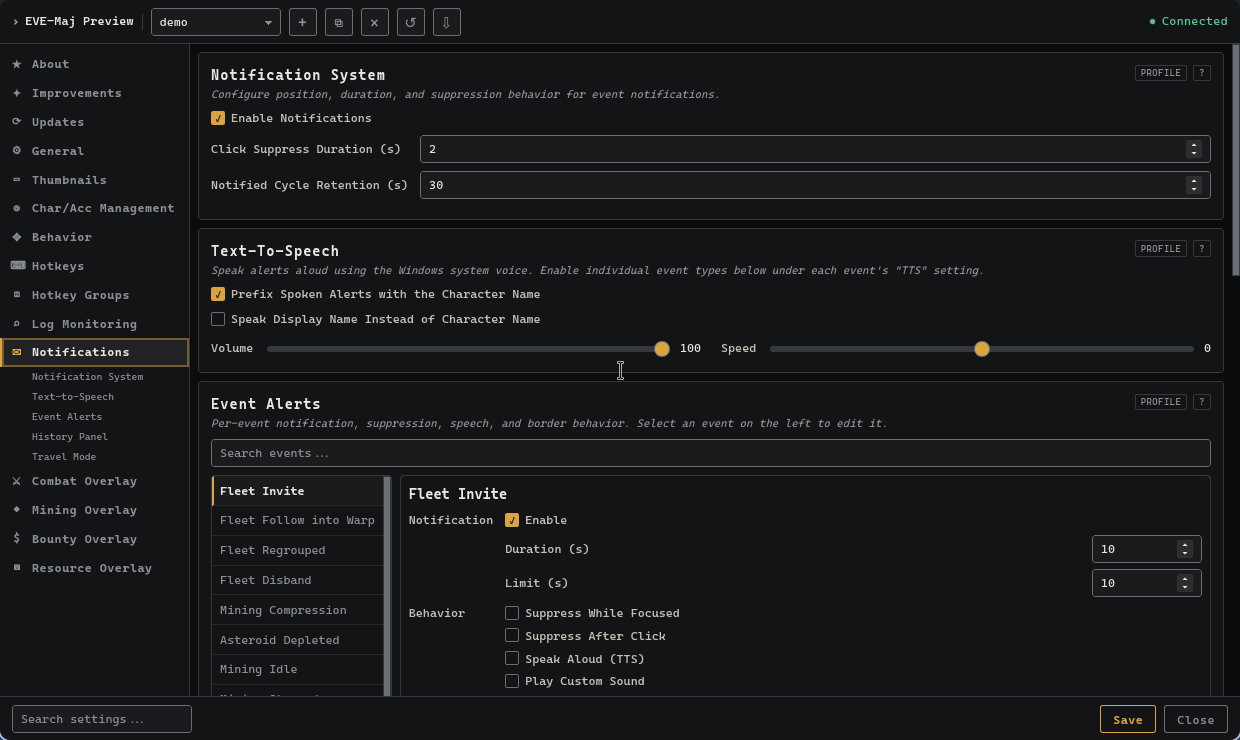 › EVE-Maj Preview demo + × ↺ ⇩ ● Connected
★ About
✦ Improvements
⟳ Updates
⚙ General
Thumbnails
Char/Acc Management
❖ Behavior
⌨ Hotkeys
Hotkey Groups
Log Monitoring
✉ Notifications
Notification System
Text-to-Speech
Event Alerts
History Panel
Travel Mode
⚔ Combat Overlay
◆ Mining Overlay
$ Bounty Overlay
Resource Overlay
Notification System PROFILE ?
Configure position, duration, and suppression behavior for event notifications.
✓ Enable Notifications
Click Suppress Duration (s) 2
Notified Cycle Retention (s) 30
Text-To-Speech PROFILE ?
Speak alerts aloud using the Windows system voice. Enable individual event types below under each event's "TTS" setting.
✓ Prefix Spoken Alerts with the Character Name
Speak Display Name Instead of Character Name
Volume 100 Speed 0
Event Alerts PROFILE ?
Per-event notification, suppression, speech, and border behavior. Select an event on the left to edit it.
Search events...
Fleet Invite
Fleet Follow into Warp
Fleet Regrouped
Fleet Disband
Mining Compression
Asteroid Depleted
Mining Idle
Fleet Invite
Notification ✓ Enable
Duration (s) 10
Limit (s) 10
Behavior Suppress While Focused
Suppress After Click
Speak Aloud (TTS)
Play Custom Sound
Search settings... Save Close